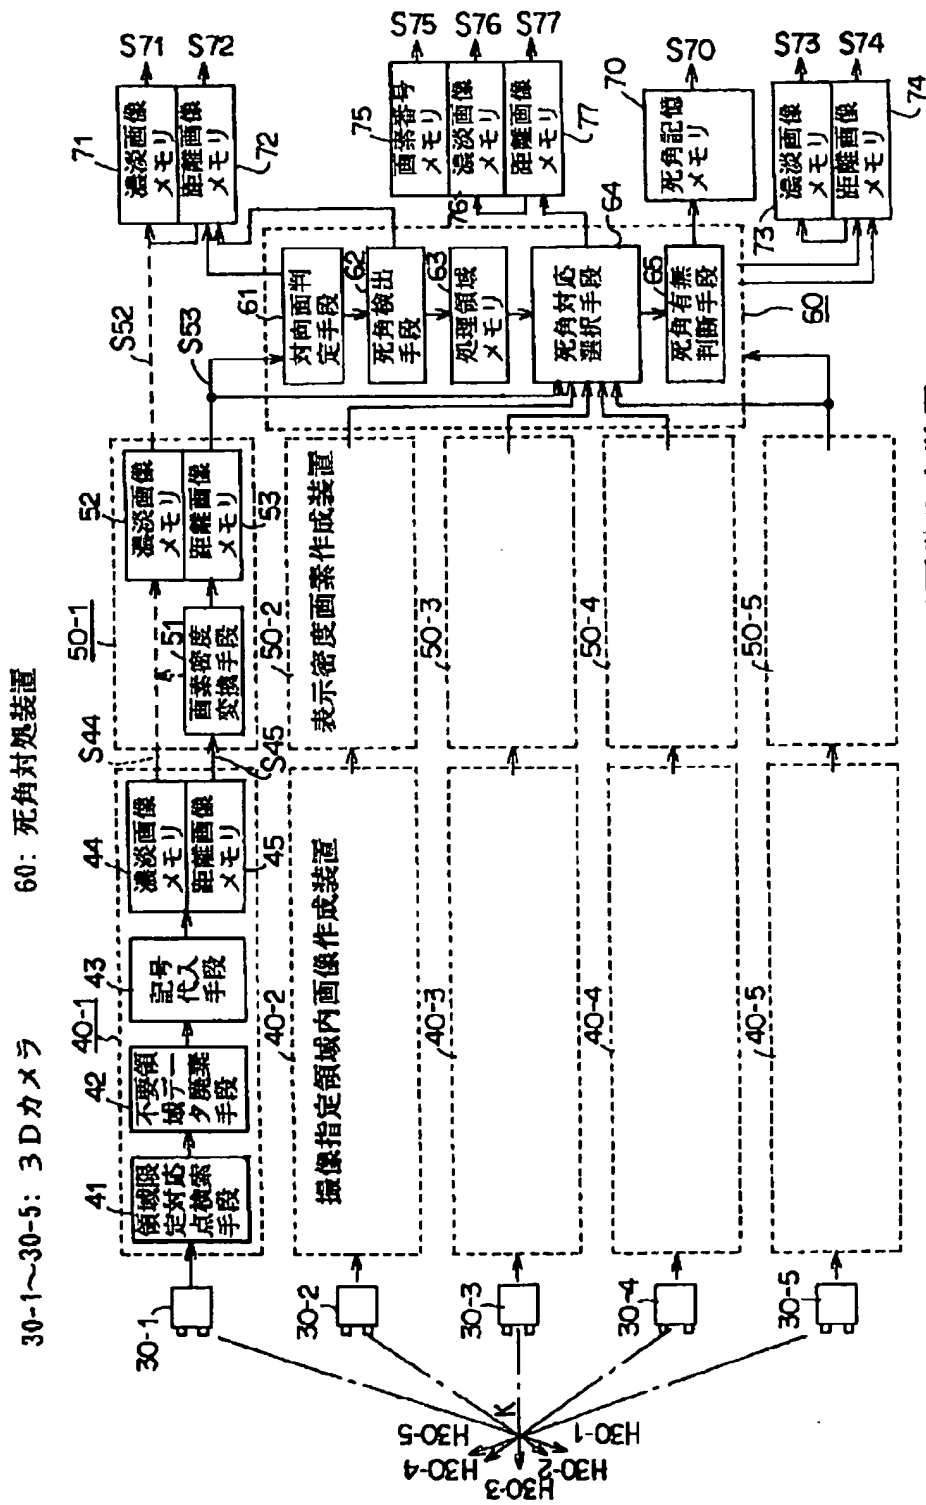 30-1～30-5: 3Dカメラ
60: 死角対処装置
30-1
41
領域限
定対応
点検索
手段
42
不要領
域デー
タ廃棄
手段
40-1
43
記号
代入
手段
44
濃淡画像
メモリ
距離画像
メモリ
45
S44
S45
50-1
51
画素密度
変換手段
52
濃淡画像
メモリ
距離画像
メモリ
53
S52
S53
71
濃淡画像
メモリ
距離画像
メモリ
72
S71
S72
30-2
40-2
撮像指定領域内画像作成装置
50-2
表示密度画素作成装置
30-3
40-3
50-3
30-4
40-4
50-4
30-5
40-5
50-5
61
対向面判
定手段
62
死角検出
手段
63
処理領域
メモリ
64
死角対応
選択手段
65
死角有無
判断手段
60
75
画素番号
メモリ
76
濃淡画像
メモリ
距離画像
メモリ
77
S75
S76
S77
70
死角記憶
メモリ
S70
73
濃淡画像
メモリ
距離画像
メモリ
74
S73
S74
K
H30-5
H30-4
H30-3
H30-2
H30-1